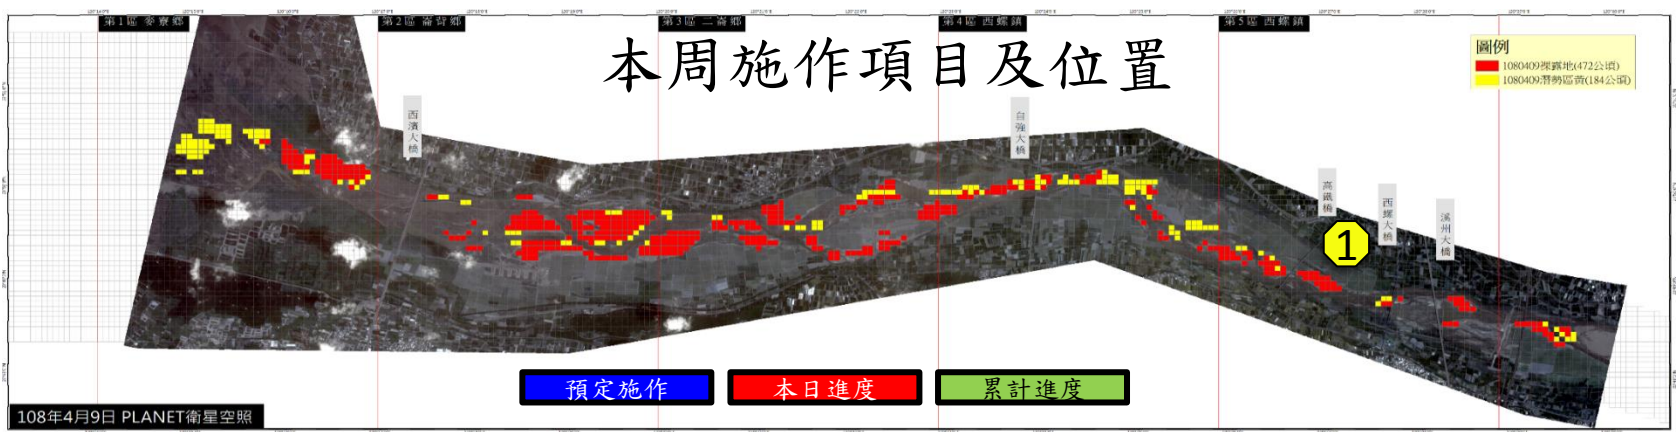 第1區 麥寮鄉
第2區 崙背鄉
第3區 二崙鄉
第4區 西螺鎮
第5區 西螺鎮
本周施作項目及位置
圖例
1080409裸露地(472公頃)
1080409潛勢區黃(184公頃)
西濱大橋
自強大橋
高鐵橋
西螺大橋
溪州大橋
1
預定施作
本日進度
累計進度
108年4月9日 PLANET衛星空照